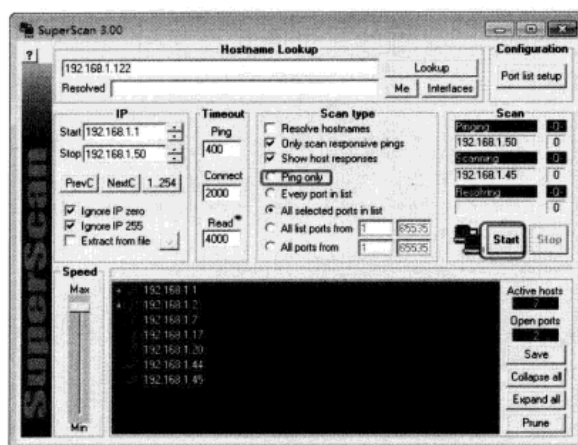 SuperScan 3.00
?
SuperScan
Hostname Lookup
192.168.1.122
Lookup
Resolved
Me
Interfaces
Configuration
Port list setup
IP
Start 192.168.1.1
Stop 192.168.1.50
PrevC
NextC
1..254
Ignore IP zero
Ignore IP 255
Extract from file
Timeout
Ping
400
Connect
2000
Read
4000
Scan type
Resolve hostnames
Only scan responsive pings
Show host responses
Ping only
Every port in list
All selected ports in list
All list ports from 1 65535
All ports from 1 65535
Scan
Pinging
192.168.1.50 0
Scanning
192.168.1.45 0
Resolving
0
Start
Stop
Speed
Max
Min
192.168.1.1
192.168.1.2
192.168.1.7
192.168.1.17
192.168.1.20
192.168.1.44
192.168.1.45
Active hosts
7
Open ports
2
Save
Collapse all
Expand all
Prune